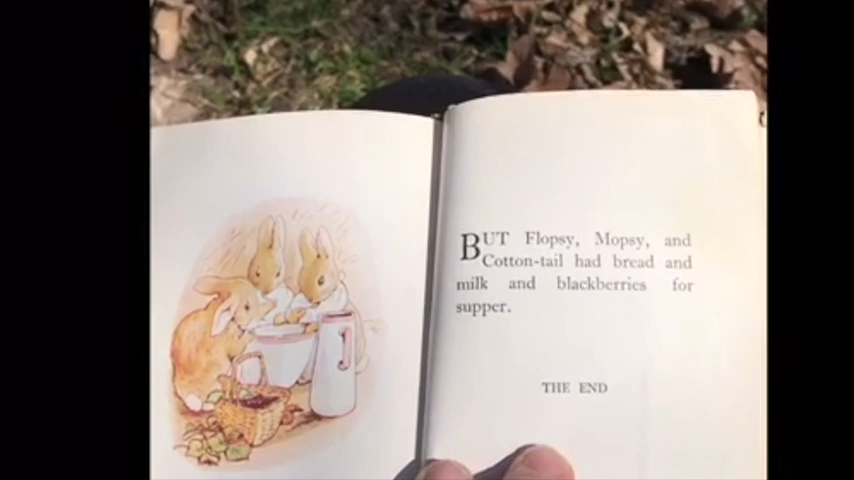 BUT Flopsy, Mopsy, and
Cotton-tail had bread and
milk and blackberries for
supper.
THE END